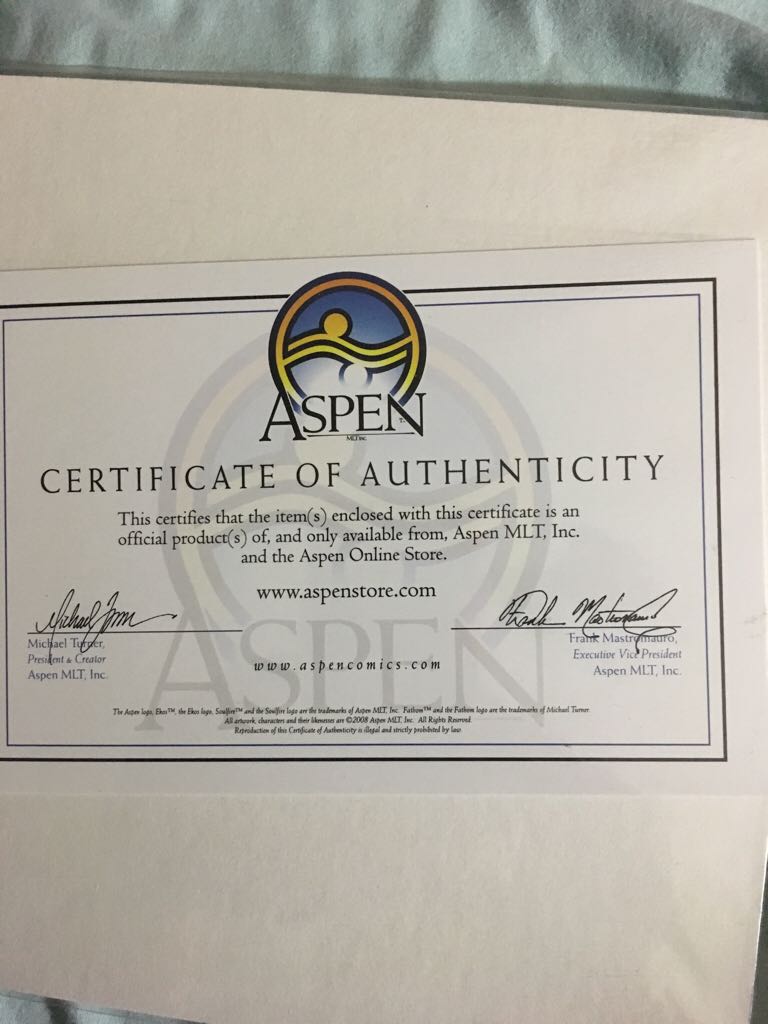 ASPEN
MLT Inc.
CERTIFICATE OF AUTHENTICITY
This certifies that the item(s) enclosed with this certificate is an
official product(s) of, and only available from, Aspen MLT, Inc.
and the Aspen Online Store.
www.aspenstore.com
Michael Turner
Michael Turner,
President & Creator
Aspen MLT, Inc.
Frank Mastromauro
Frank Mastromauro,
Executive Vice President
Aspen MLT, Inc.
www.aspencomics.com
ASPEN
The Aspen logo, Ekos™, the Ekos logo, Soulfire™ and the Soulfire logo are the trademarks of Aspen MLT, Inc. Fathom™ and the Fathom logo are the trademarks of Michael Turner.
All artwork, characters and their likenesses are ©2008 Aspen MLT, Inc. All Rights Reserved.
Reproduction of this Certificate of Authenticity is illegal and strictly prohibited by law.